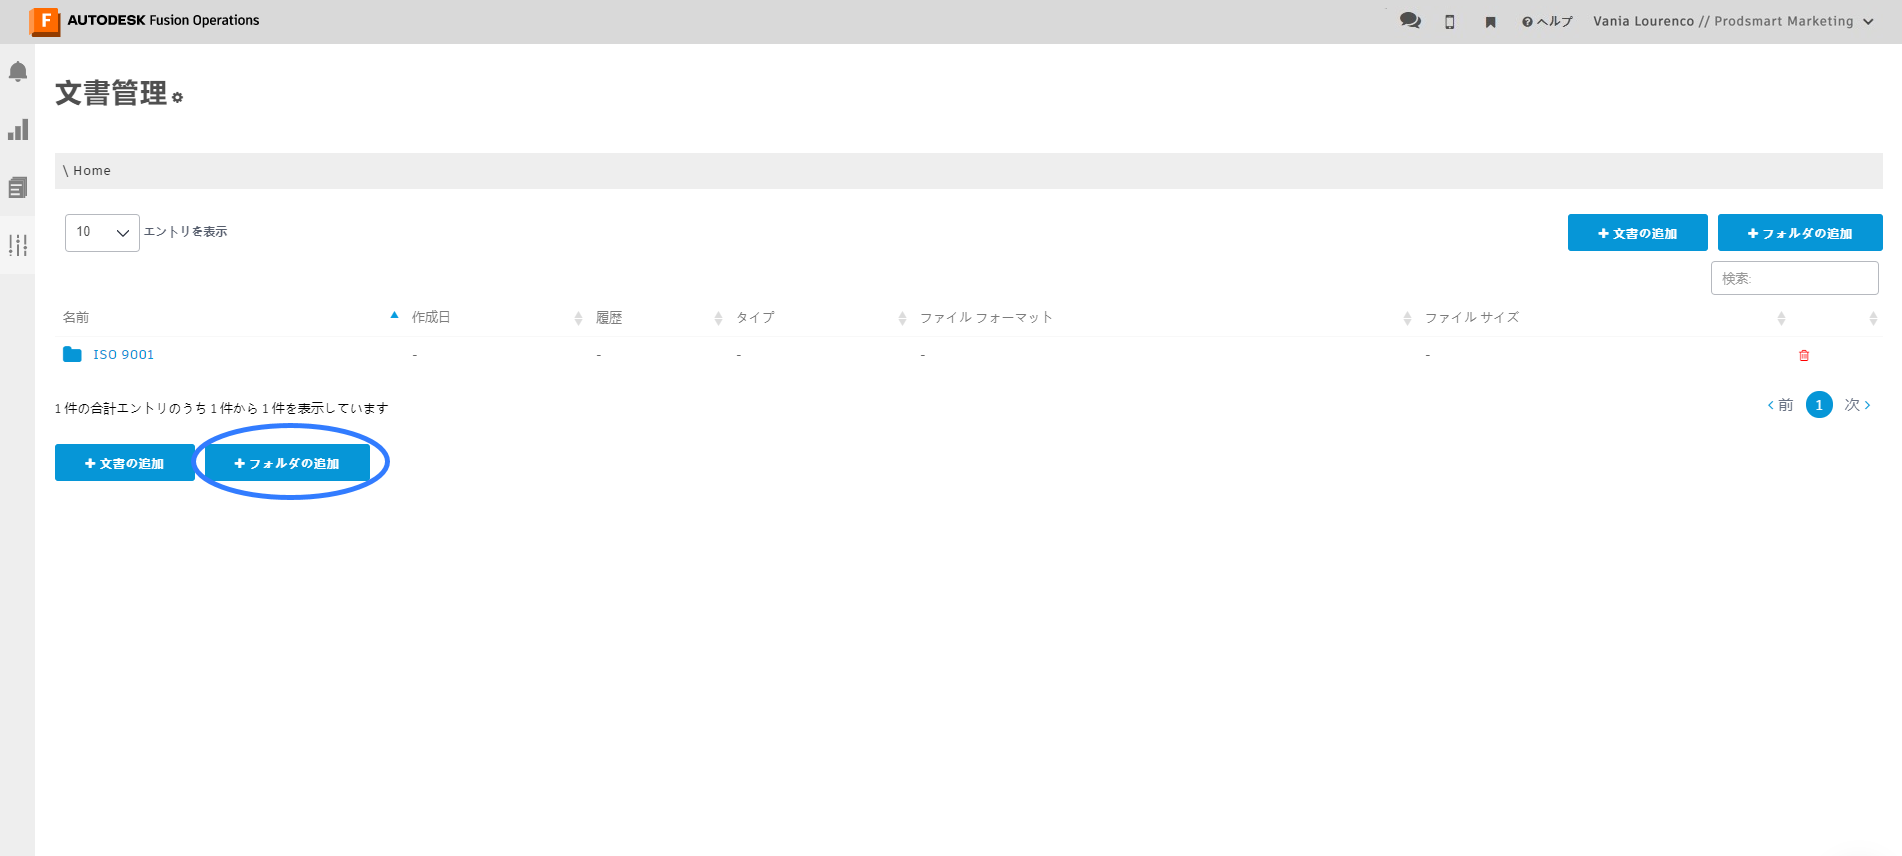 F AUTODESK Fusion Operations
ヘルプ Vania Lourenco // Prodsmart Marketing
文書管理
\ Home
10 エントリを表示
+ 文書の追加 + フォルダの追加
検索:
名前 作成日 履歴 タイプ ファイル フォーマット ファイル サイズ
ISO 9001 - - - - -
1 件の合計エントリのうち 1 件から 1 件を表示しています
前 1 次
+ 文書の追加 + フォルダの追加